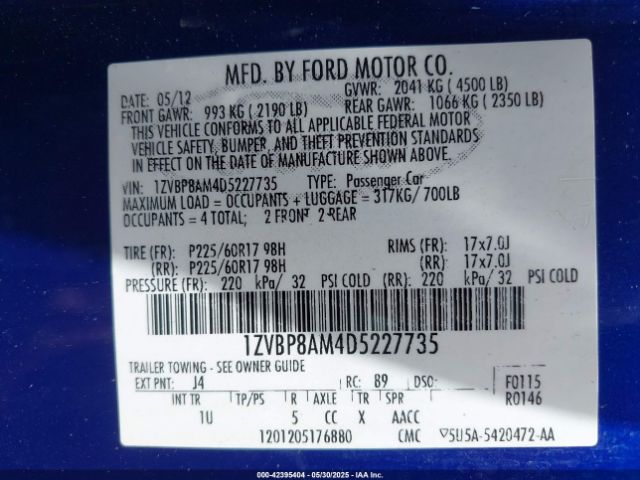 MFD. BY FORD MOTOR CO.
DATE: 05/12 GVWR: 2041 KG ( 4500 LB)
FRONT GAWR: 993 KG ( 2190 LB) REAR GAWR: 1066 KG ( 2350 LB)
THIS VEHICLE CONFORMS TO ALL APPLICABLE FEDERAL MOTOR
VEHICLE SAFETY, BUMPER, AND THEFT PREVENTION STANDARDS
IN EFFECT ON THE DATE OF MANUFACTURE SHOWN ABOVE.
VIN: 1ZVBP8AM4D5227735 TYPE: Passenger Car
MAXIMUM LOAD = OCCUPANTS + LUGGAGE = 317KG/ 700LB
OCCUPANTS = 4 TOTAL; 2 FRONT 2 REAR
TIRE (FR): P225/60R17 98H RIMS (FR): 17x7.0J
(RR): P225/60R17 98H (RR): 17x7.0J
PRESSURE (FR): 220 kPa/ 32 PSI COLD (RR): 220 kPa/ 32 PSI COLD
1ZVBP8AM4D5227735
TRAILER TOWING - SEE OWNER GUIDE
EXT PNT: J4 RC: 89 DSO: F0115
INT TR TP/PS R AXLE TR SPR R0146
1U 5 CC X AACC
1201205176880 CMC 5U5A-5420472-AA
© 42395404 - 05/30/2025 - IAA Inc.